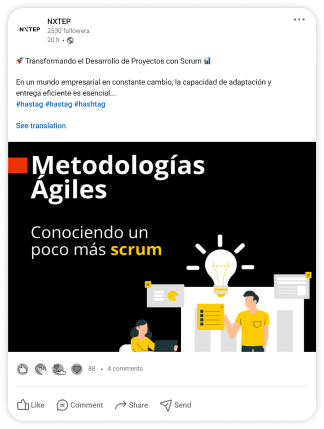 NXTEP
NXTEP
2530 followers
20 h •
🚀 Transformando el Desarrollo de Proyectos con Scrum 📊
En un mundo empresarial en constante cambio, la capacidad de adaptación y
entrega eficiente es esencial...
#hastag #hastag #hashtag
See translation
Metodologías
Ágiles
Conociendo un
poco más scrum
88 • 4 comments
Like Comment Share Send